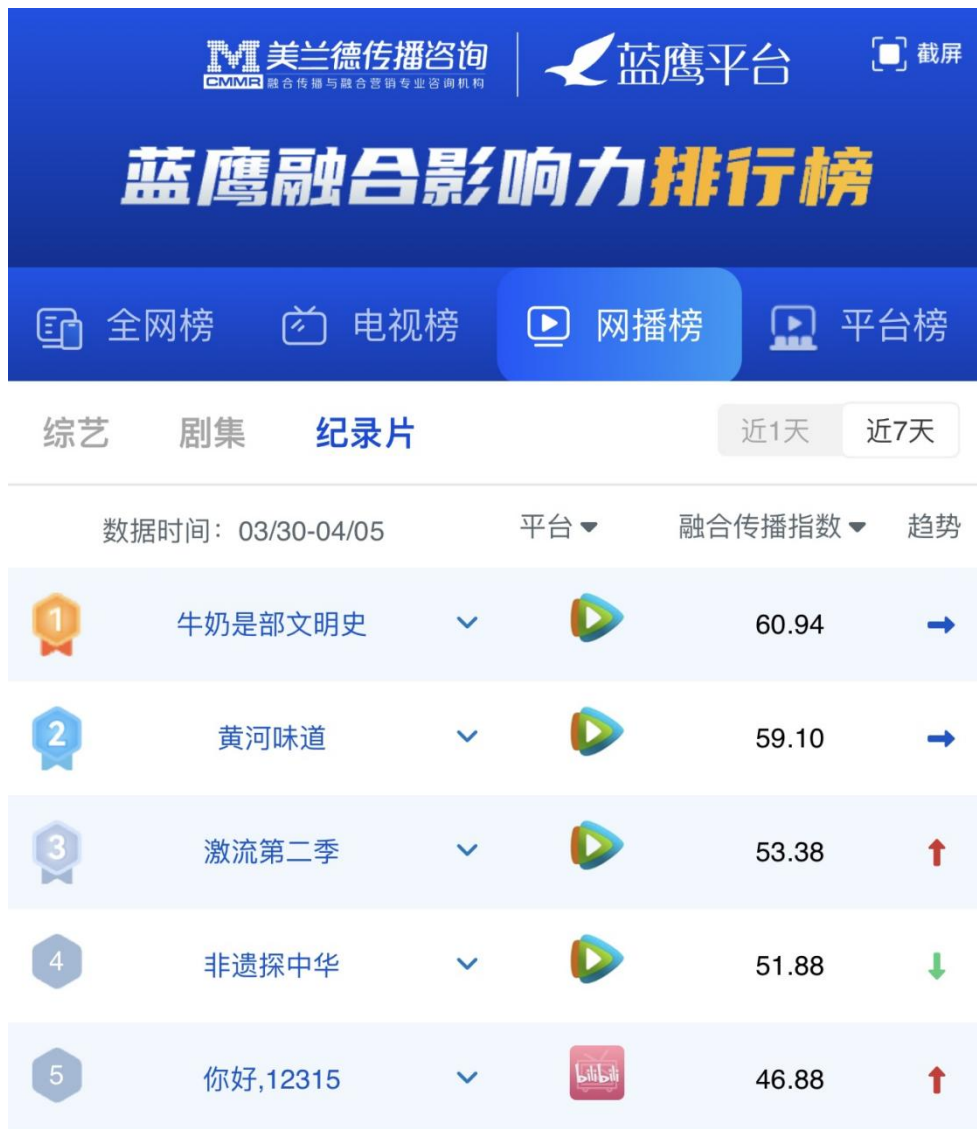 美兰德传播咨询
CMMR 融合传播与融合营销专业咨询机构
蓝鹰平台
截屏
蓝鹰融合影响力排行榜
全网榜 电视榜 网播榜 平台榜
综艺 剧集 纪录片 近1天 近7天
数据时间：03/30-04/05 平台 融合传播指数 趋势
1 牛奶是部文明史 60.94
2 黄河味道 59.10
3 激流第二季 53.38
4 非遗探中华 51.88
5 你好,12315 bilibili 46.88